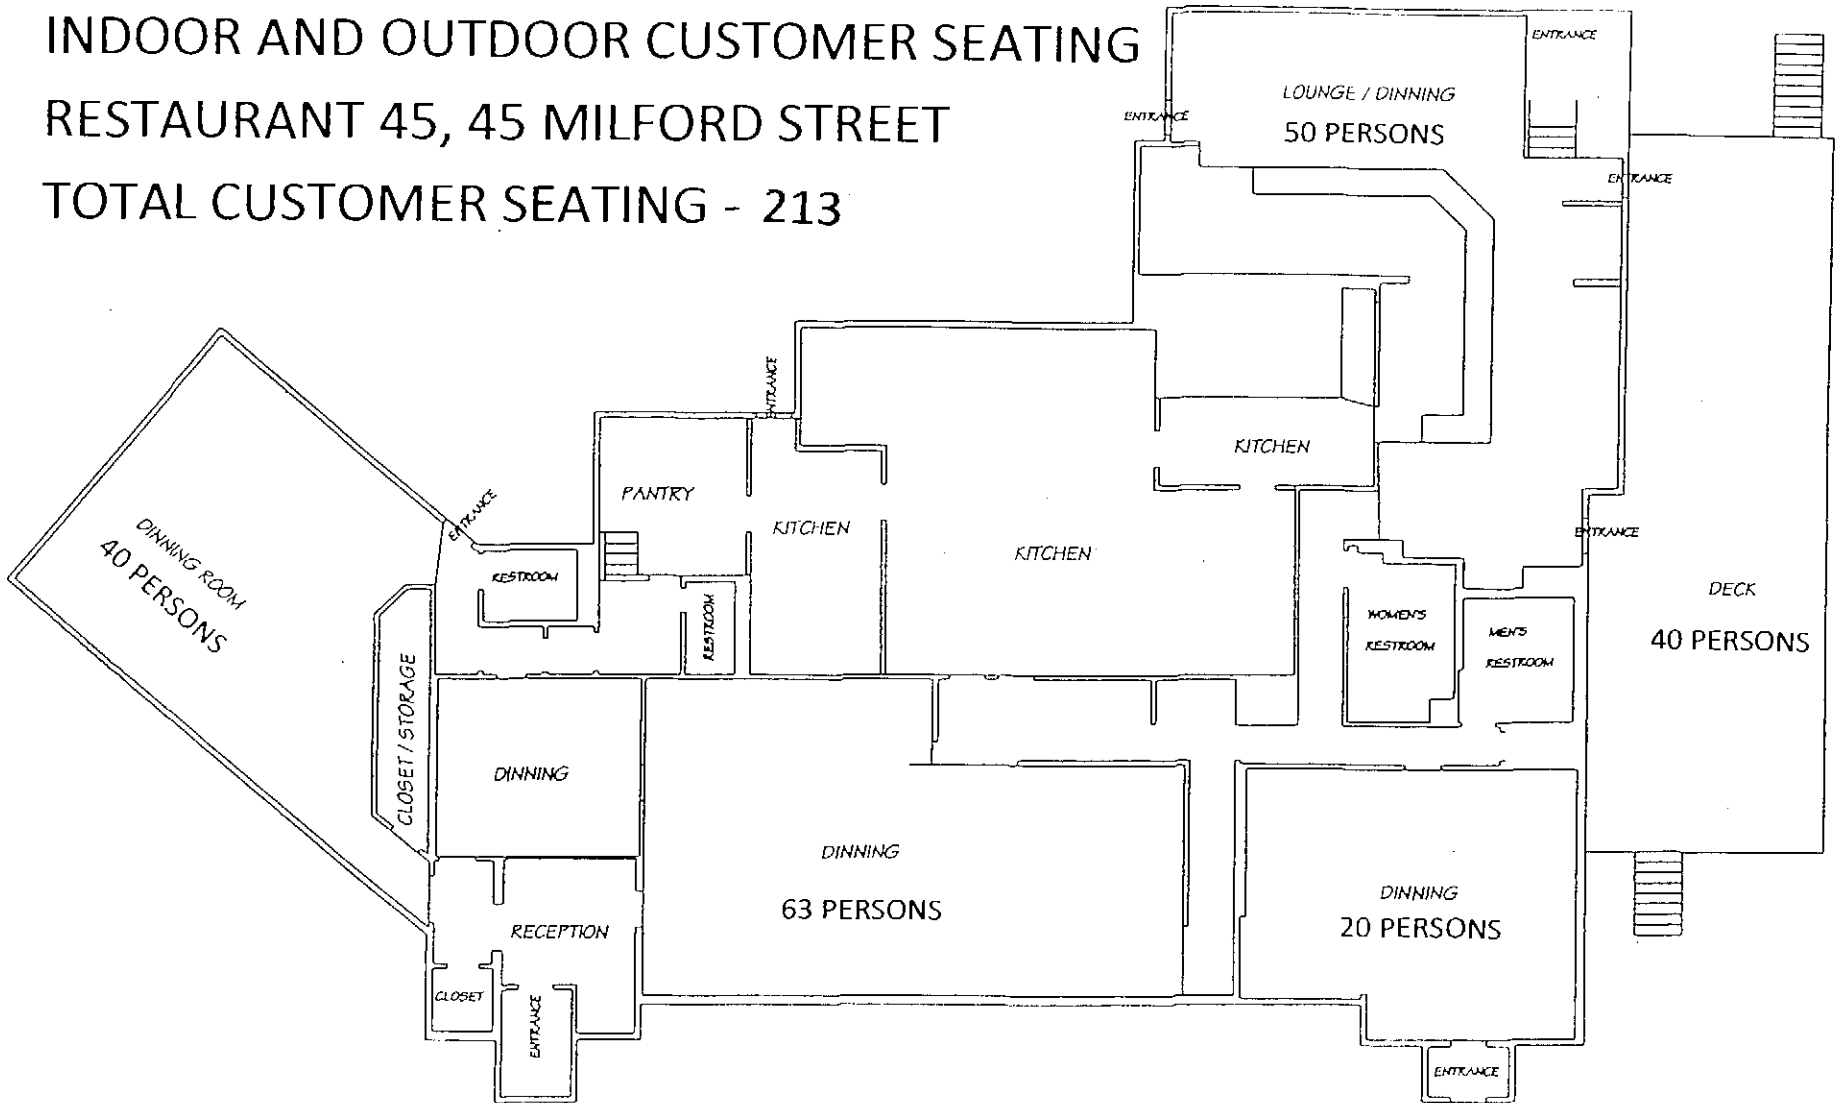 INDOOR AND OUTDOOR CUSTOMER SEATING
RESTAURANT 45, 45 MILFORD STREET
TOTAL CUSTOMER SEATING - 213
ENTRANCE
LOUNGE / DINNING
50 PERSONS
ENTRANCE
ENTRANCE
ENTRANCE
KITCHEN
PANTRY
ENTRANCE
DINNING ROOM
40 PERSONS
KITCHEN
KITCHEN
ENTRANCE
RESTROOM
DECK
40 PERSONS
RESTROOM
WOMEN'S
RESTROOM
MEN'S
RESTROOM
CLOSET / STORAGE
DINNING
DINNING
63 PERSONS
DINNING
20 PERSONS
RECEPTION
CLOSET
ENTRANCE
ENTRANCE